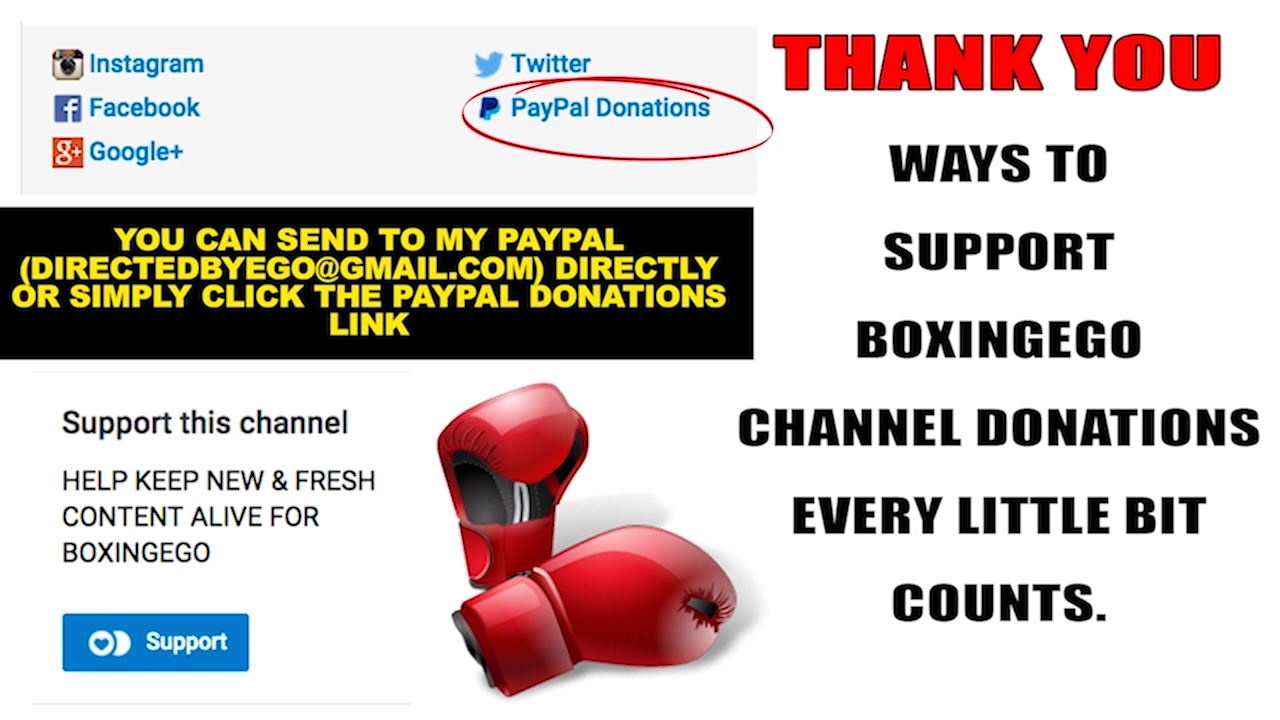 Instagram
Twitter
Facebook
PayPal Donations
Google+
YOU CAN SEND TO MY PAYPAL
(DIRECTEDBYEGO@GMAIL.COM) DIRECTLY
OR SIMPLY CLICK THE PAYPAL DONATIONS
LINK
Support this channel
HELP KEEP NEW & FRESH
CONTENT ALIVE FOR
BOXINGEGO
Support
THANK YOU
WAYS TO
SUPPORT
BOXINGEGO
CHANNEL DONATIONS
EVERY LITTLE BIT
COUNTS.